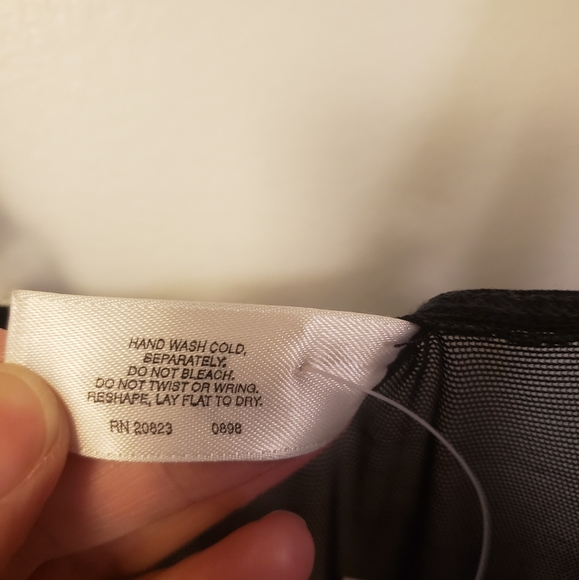 HAND WASH COLD,
SEPARATELY.
DO NOT BLEACH.
DO NOT TWIST OR WRING.
RESHAPE, LAY FLAT TO DRY.
RN 20823 0898